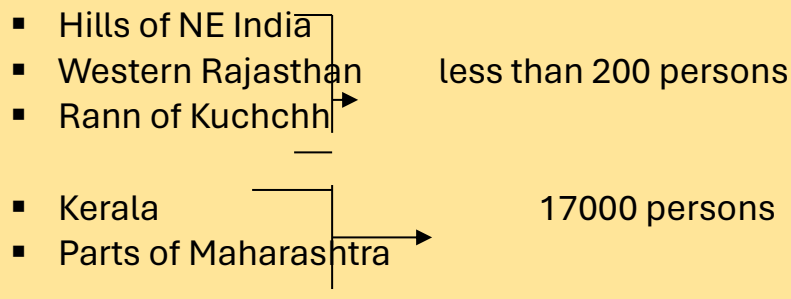 ▪ Hills of NE India
▪ Western Rajasthan less than 200 persons
▪ Rann of Kuchchh
▪ Kerala 17000 persons
▪ Parts of Maharashtra